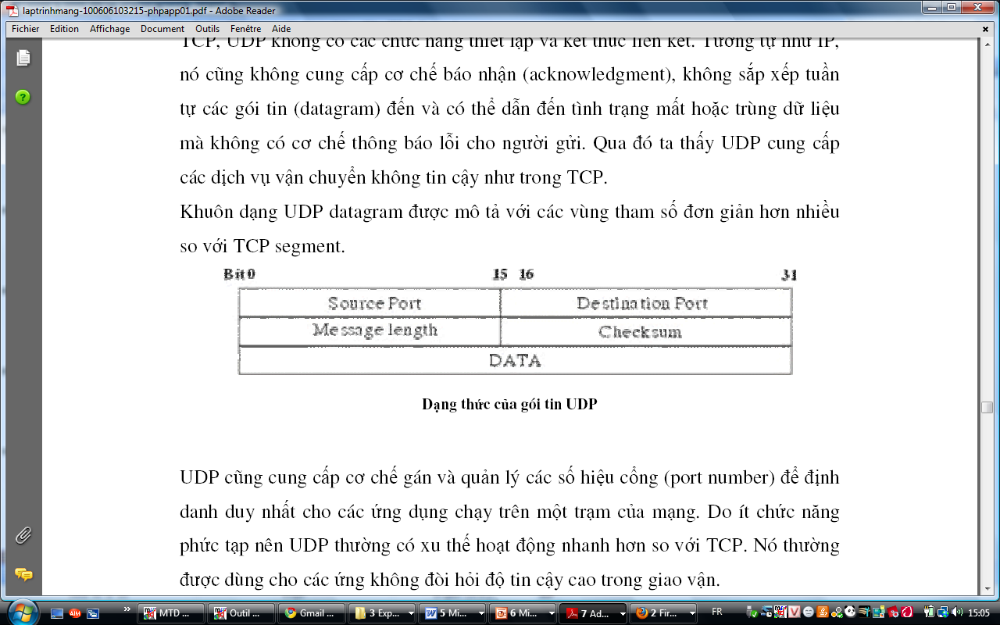 laptrinhmang-100606103215-phpapp01.pdf - Adobe Reader
Fichier Edition Affichage Document Outils Fenêtre Aide
TCP, UDP không có các chức năng thiết lập và kết thúc liên kết. Tương tự như IP,
nó cũng không cung cấp cơ chế báo nhận (acknowledgment), không sắp xếp tuần
tự các gói tin (datagram) đến và có thể dẫn đến tình trạng mất hoặc trùng dữ liệu
mà không có cơ chế thông báo lỗi cho người gửi. Qua đó ta thấy UDP cung cấp
các dịch vụ vận chuyển không tin cậy như trong TCP.
Khuôn dạng UDP datagram được mô tả với các vùng tham số đơn giản hơn nhiều
so với TCP segment.
Bit 0 15 16 31
Source Port Destination Port
Message length Checksum
DATA
Dạng thức của gói tin UDP
UDP cũng cung cấp cơ chế gán và quản lý các số hiệu cổng (port number) để định
danh duy nhất cho các ứng dụng chạy trên một trạm của mạng. Do ít chức năng
phức tạp nên UDP thường có xu thế hoạt động nhanh hơn so với TCP. Nó thường
được dùng cho các ứng không đòi hỏi độ tin cậy cao trong giao vận.
» MTD ... Outil ... Gmail ... 3 Exp... 5 Mi... 6 Mi... 7 Ad... 2 Fir... FR 15:05